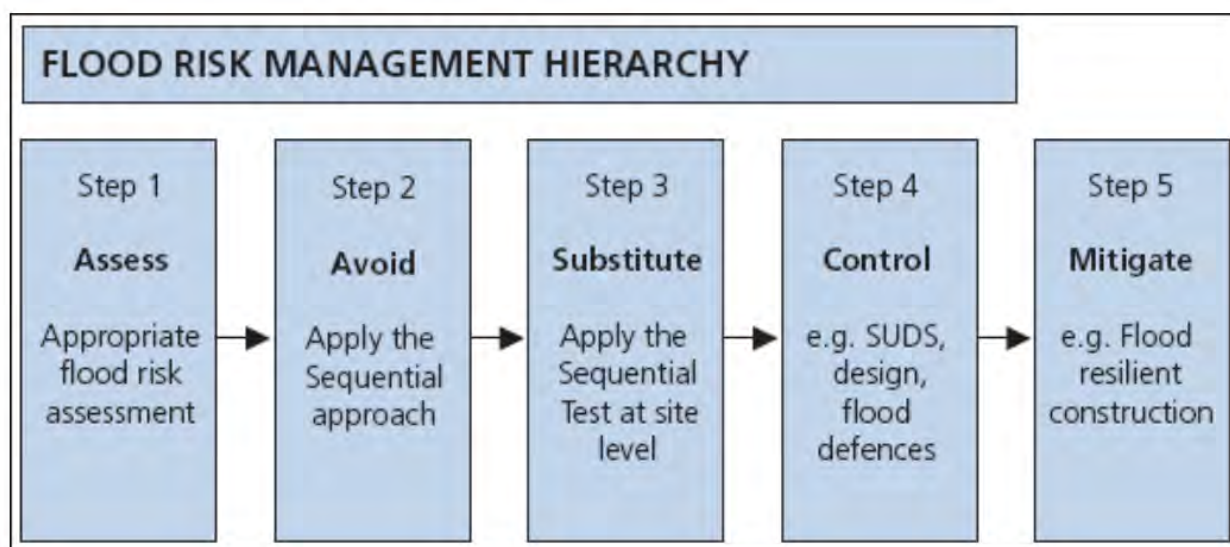 FLOOD RISK MANAGEMENT HIERARCHY
Step 1
Assess
Appropriate
flood risk
assessment
Step 2
Avoid
Apply the
Sequential
approach
Step 3
Substitute
Apply the
Sequential
Test at site
level
Step 4
Control
e.g. SUDS,
design,
flood
defences
Step 5
Mitigate
e.g. Flood
resilient
construction